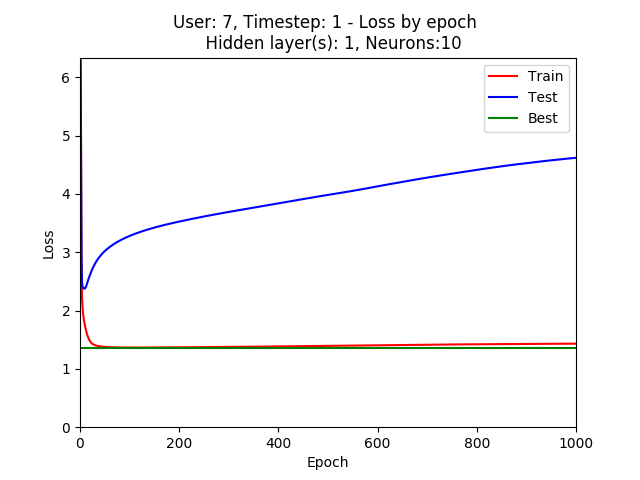 User: 7, Timestep: 1 - Loss by epoch
Hidden layer(s): 1, Neurons:10
Train
Test
Best
Loss
6
5
4
3
2
1
0
0 200 400 600 800 1000
Epoch